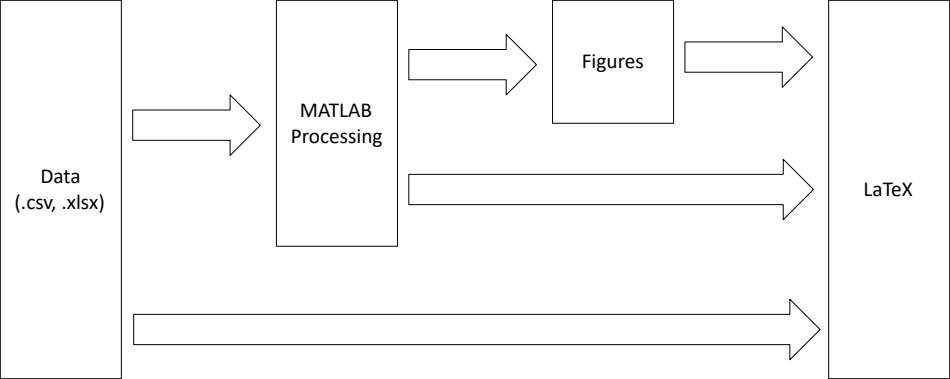 Data
(.csv, .xlsx)
MATLAB
Processing
Figures
LaTeX